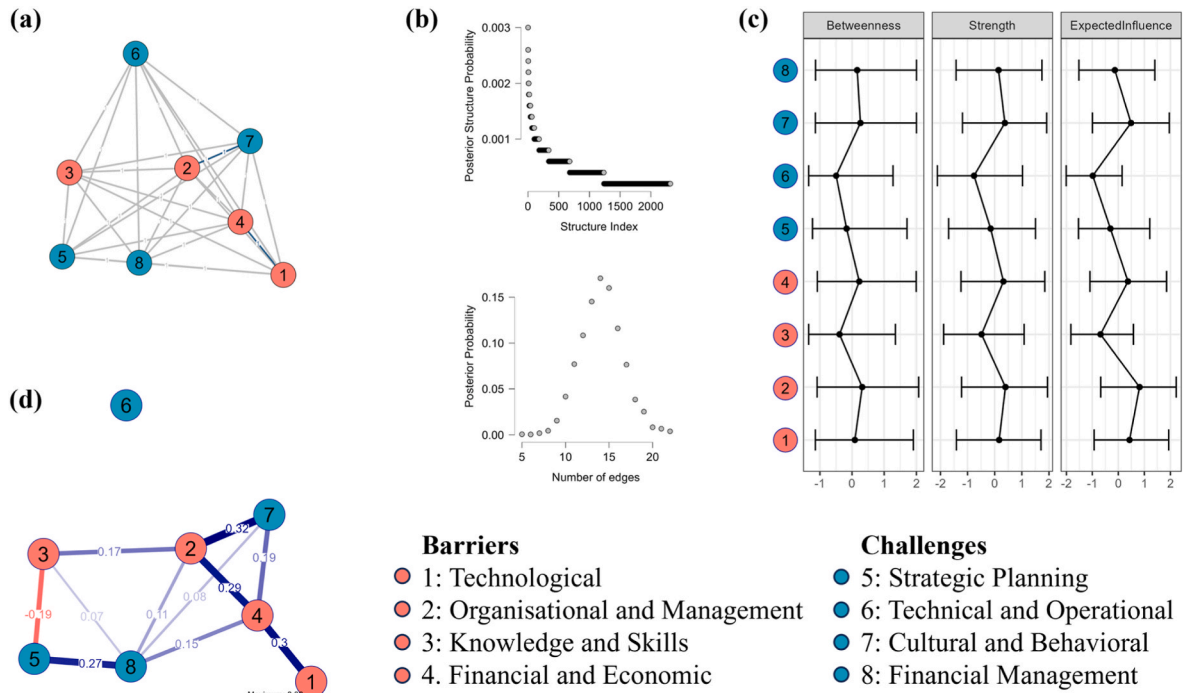 (a)
6
7
2
3
4
5
8
1
(b)
0.003
0.002
0.001
Posterior Structure Probability
0 500 1000 2000
Structure Index
0.15
0.10
0.05
0.00
Posterior Probability
5 10 15 20
Number of edges
(c)
Betweenness Strength ExpectedInfluence
8
7
6
5
4
3
2
1
-1 0 1 2 -2 -1 0 1 2 -2 -1 0 1 2
(d)
6
7
0.32
3 0.17 2
0.29 0.19
-0.19 0.07 0.11 0.08
4
0.15 0.3
5 0.27 8
1
Barriers
1: Technological
2: Organisational and Management
3: Knowledge and Skills
4: Financial and Economic
Challenges
5: Strategic Planning
6: Technical and Operational
7: Cultural and Behavioral
8: Financial Management